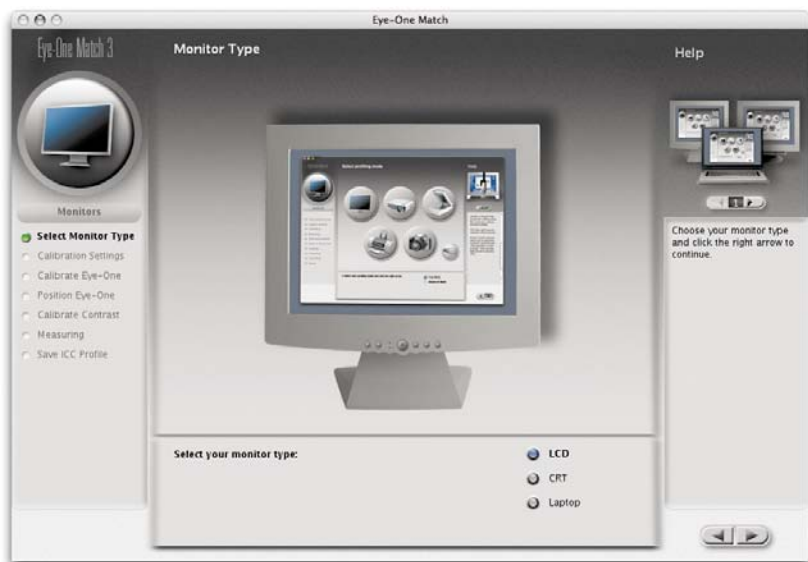 Eye-One Match
Eye-One Match 3
Monitor Type
Help
Monitors
Select Monitor Type
Calibration Settings
Calibrate Eye-One
Position Eye-One
Calibrate Contrast
Measuring
Save ICC Profile
Choose your monitor type
and click the right arrow to
continue.
Select your monitor type:
LCD
CRT
Laptop